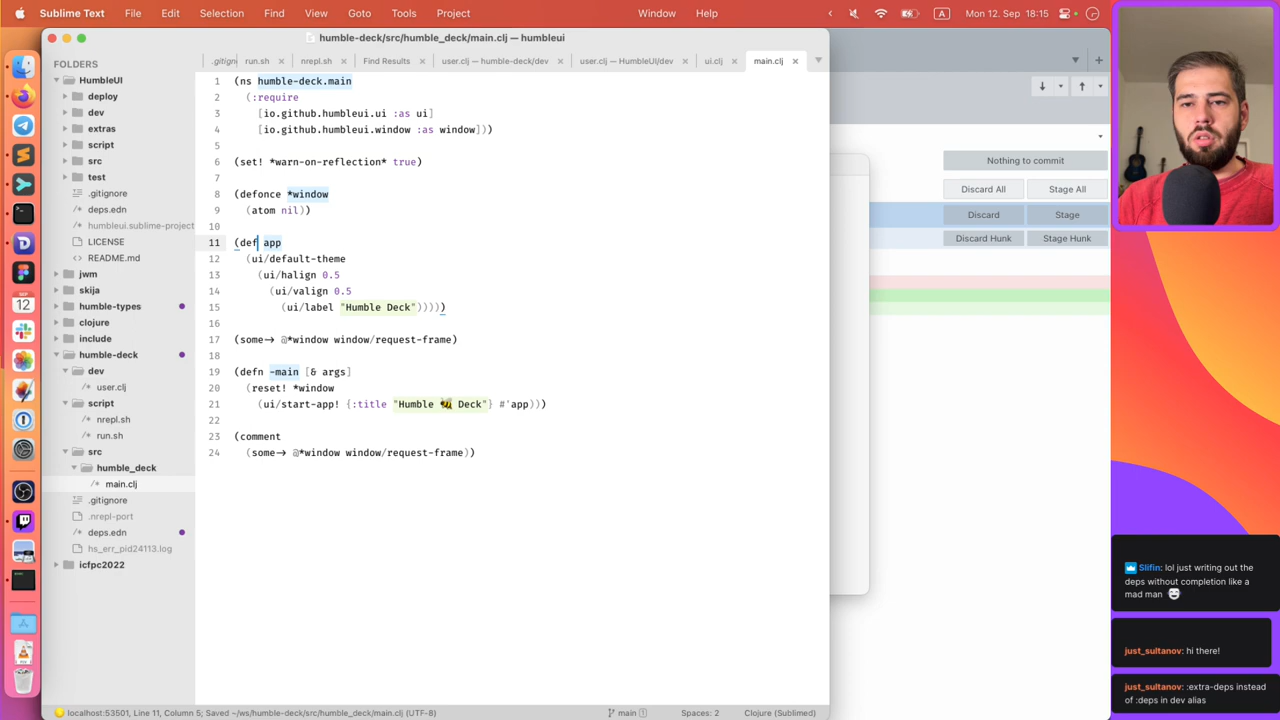 Sublime Text File Edit Selection Find View Goto Tools Project Window Help A Mon 12. Sep 18:15
humble-deck/src/humble_deck/main.clj — humbleui
.gitign run.sh × nrepl.sh × Find Results × user.clj — humble-deck/dev × user.clj — HumbleUI/dev × ui.clj × main.clj ×
FOLDERS
HumbleUI
deploy
dev
extras
script
src
test
.gitignore
deps.edn
humbleui.sublime-project
LICENSE
README.md
jwm
skija
humble-types
clojure
include
humble-deck
dev
user.clj
script
nrepl.sh
run.sh
src
humble_deck
main.clj
.gitignore
.nrepl-port
deps.edn
hs_err_pid24113.log
icfpc2022
1 (ns humble-deck.main
2 (:require
3 [io.github.humbleui.ui :as ui]
4 [io.github.humbleui.window :as window]))
5
6 (set! *warn-on-reflection* true)
7
8 (defonce *window
9 (atom nil))
10
11 (def app
12 (ui/default-theme
13 (ui/halign 0.5
14 (ui/valign 0.5
15 (ui/label "Humble Deck")))))
16
17 (some-> @*window window/request-frame)
18
19 (defn -main [& args]
20 (reset! *window
21 (ui/start-app! {:title "Humble 🐝 Deck"} #'app)))
22
23 (comment
24 (some-> @*window window/request-frame))
localhost:53501, Line 11, Column 5; Saved ~/ws/humble-deck/src/humble_deck/main.clj (UTF-8) main 1 Spaces: 2 Clojure (Sublimed)
Nothing to commit
Discard All Stage All
Discard Stage
Discard Hunk Stage Hunk
SEP
12
Slifin: lol just writing out the
deps without completion like a
mad man
just_sultanov: hi there!
just_sultanov: :extra-deps instead
of :deps in dev alias